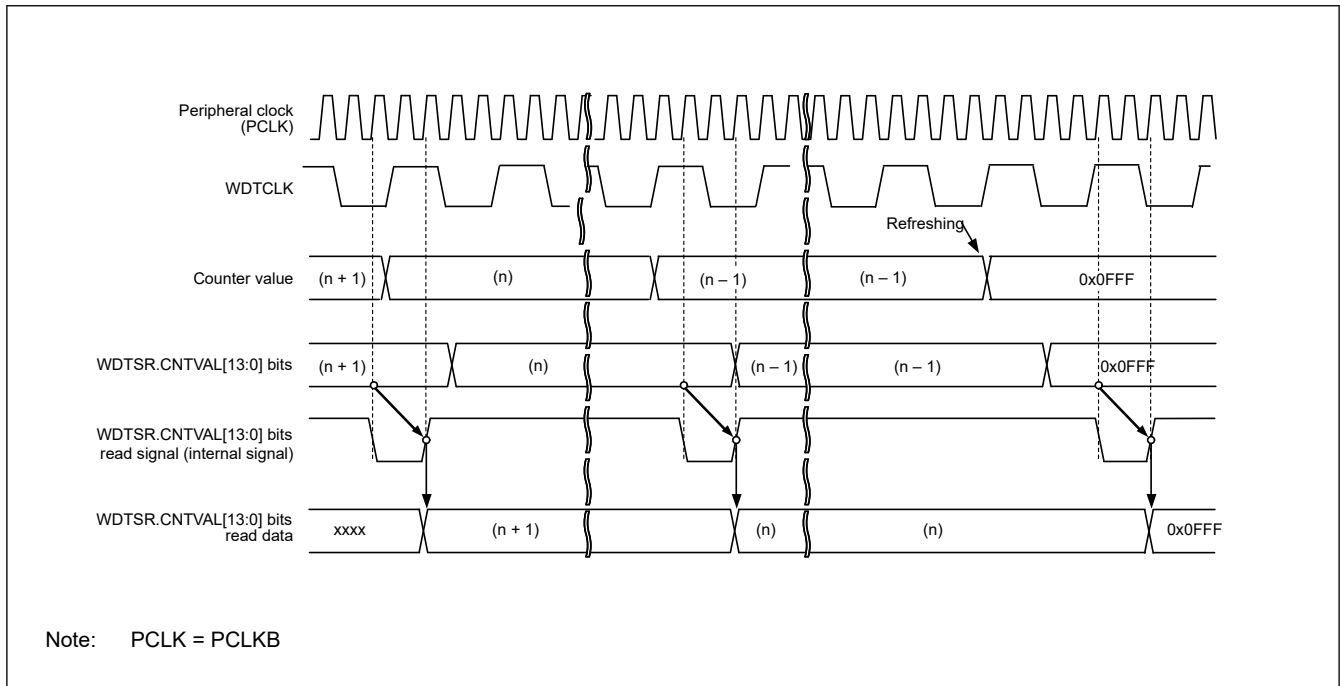 Peripheral clock
(PCLK)
WDTCLK
Refreshing
Counter value
(n + 1)
(n)
(n – 1)
(n – 1)
0x0FFF
WDTSR.CNTVAL[13:0] bits
(n + 1)
(n)
(n – 1)
(n – 1)
0x0FFF
WDTSR.CNTVAL[13:0] bits
read signal (internal signal)
WDTSR.CNTVAL[13:0] bits
read data
xxxx
(n + 1)
(n)
(n)
0x0FFF
Note: PCLK = PCLKB